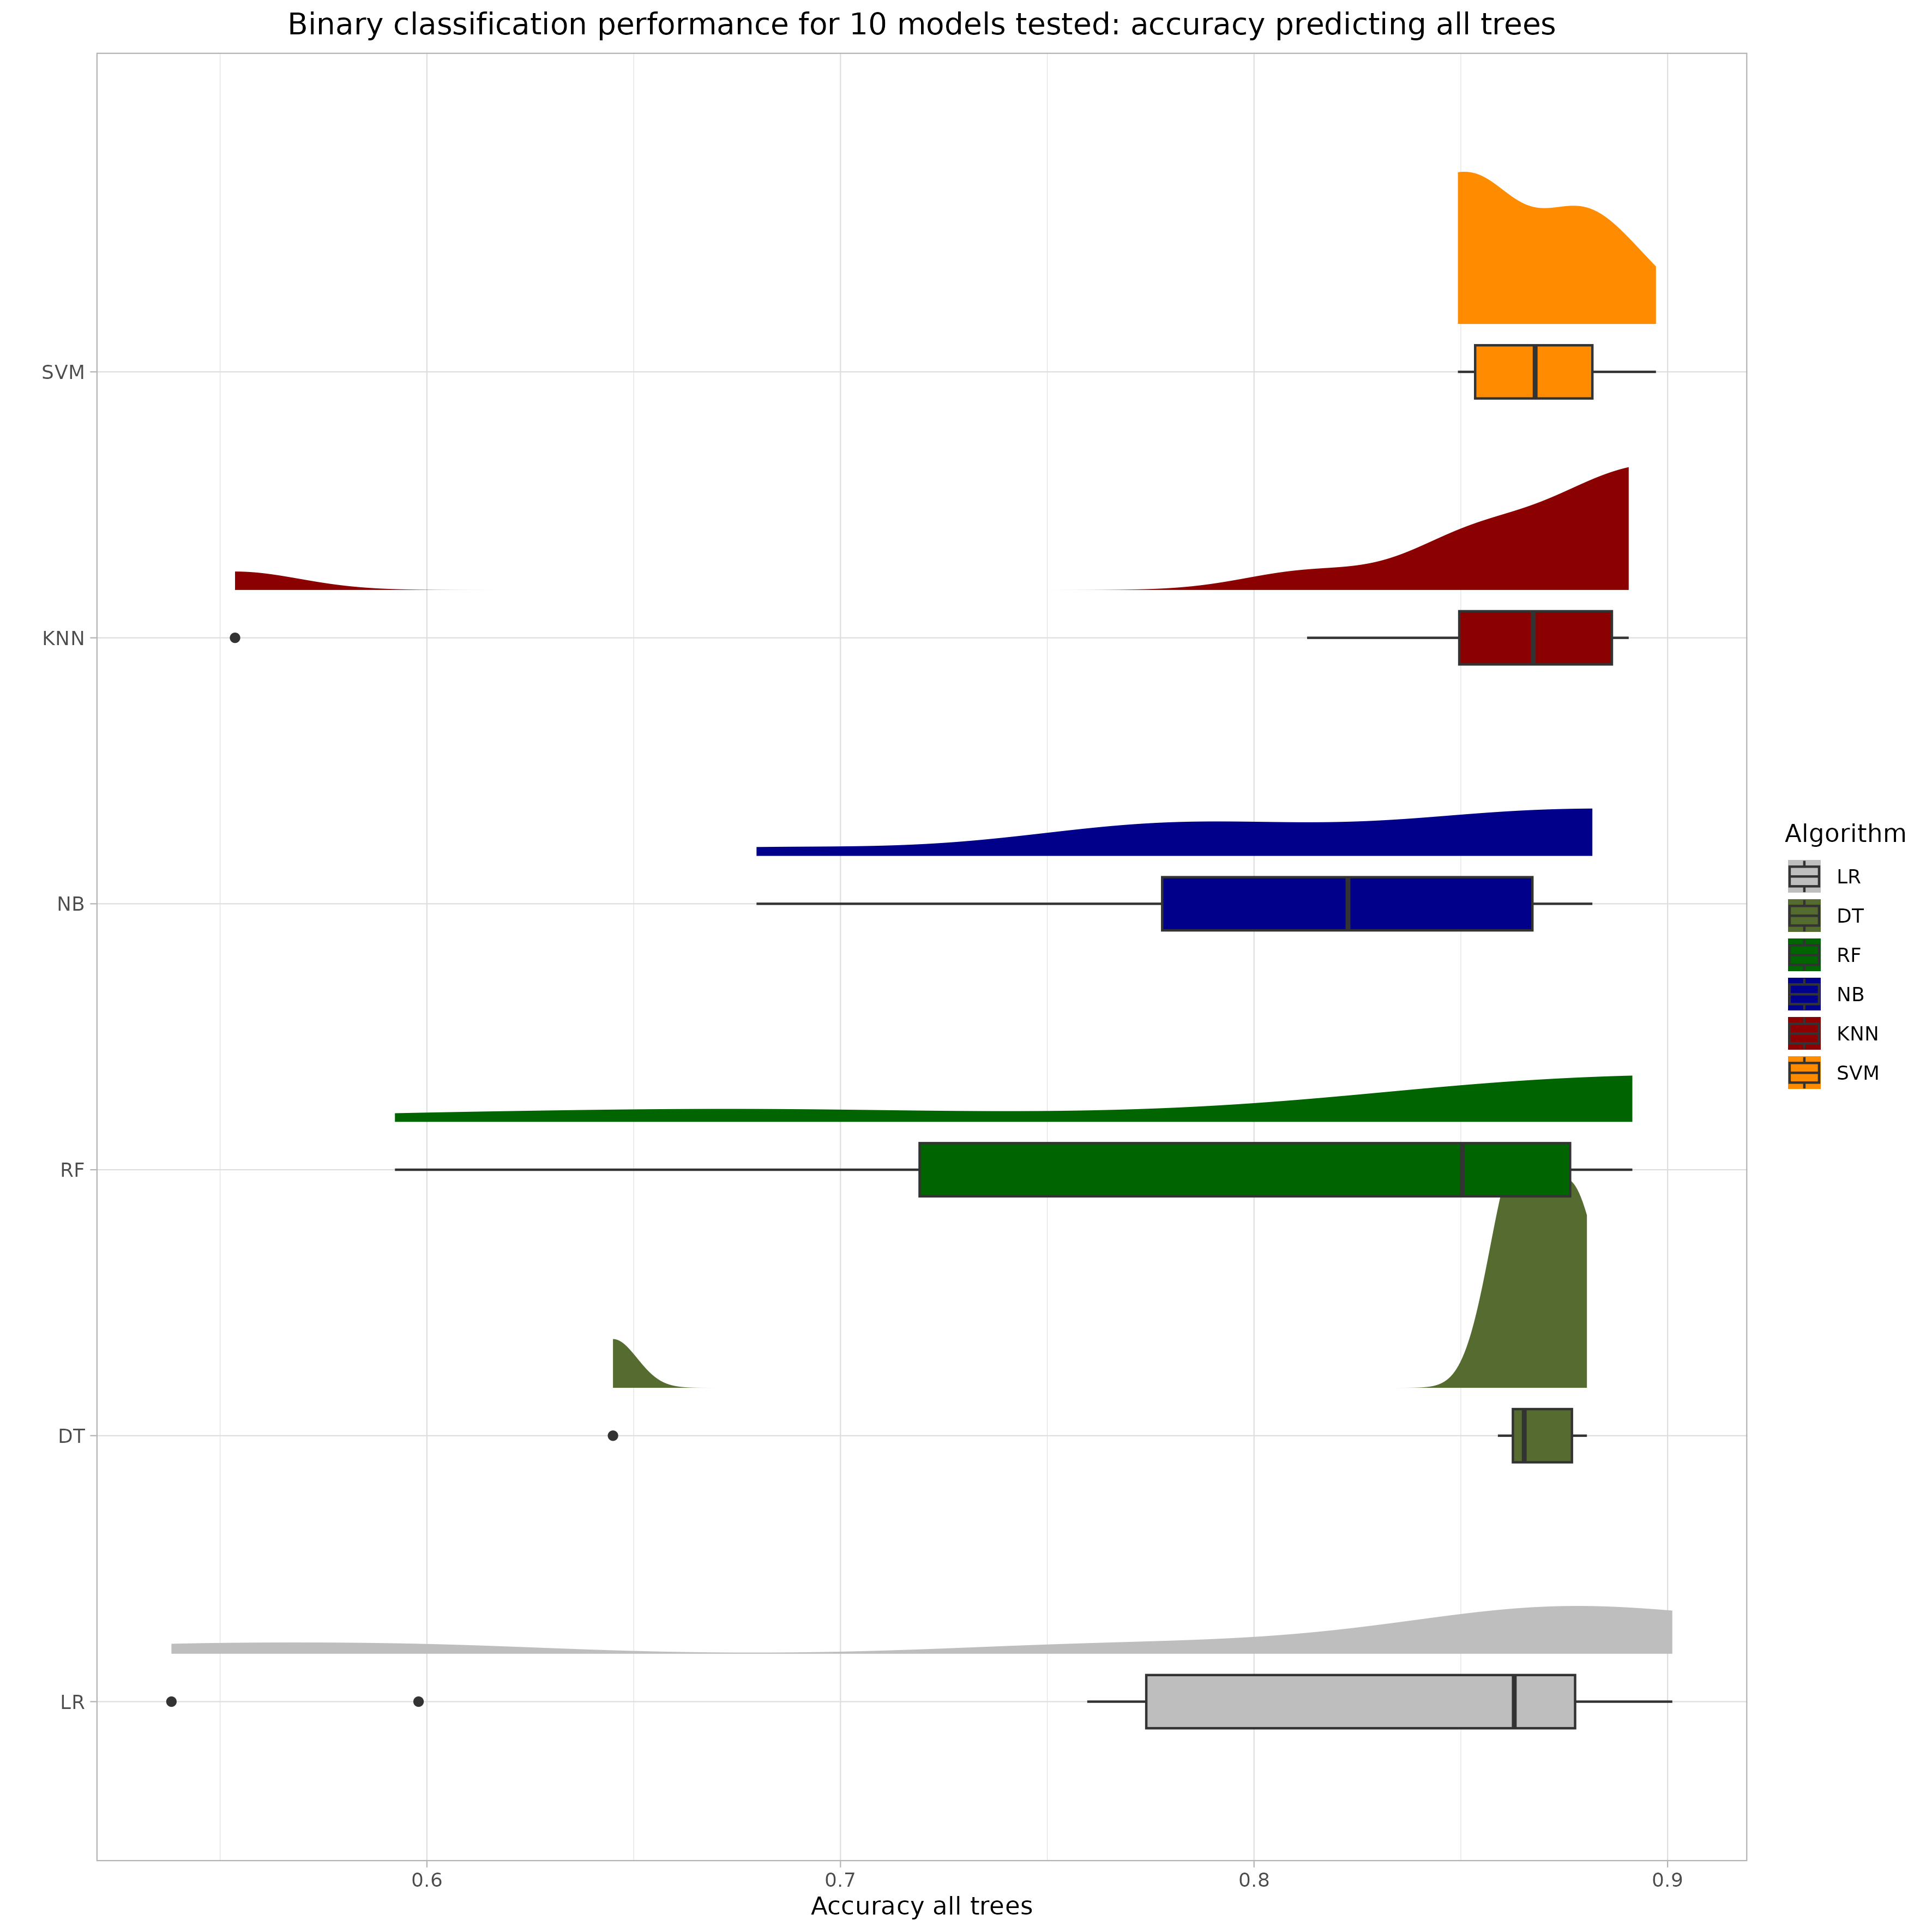 Binary classification performance for 10 models tested: accuracy predicting all trees
SVM
KNN
NB
RF
DT
LR
0.6
0.7
0.8
0.9
Accuracy all trees
Algorithm
LR
DT
RF
NB
KNN
SVM